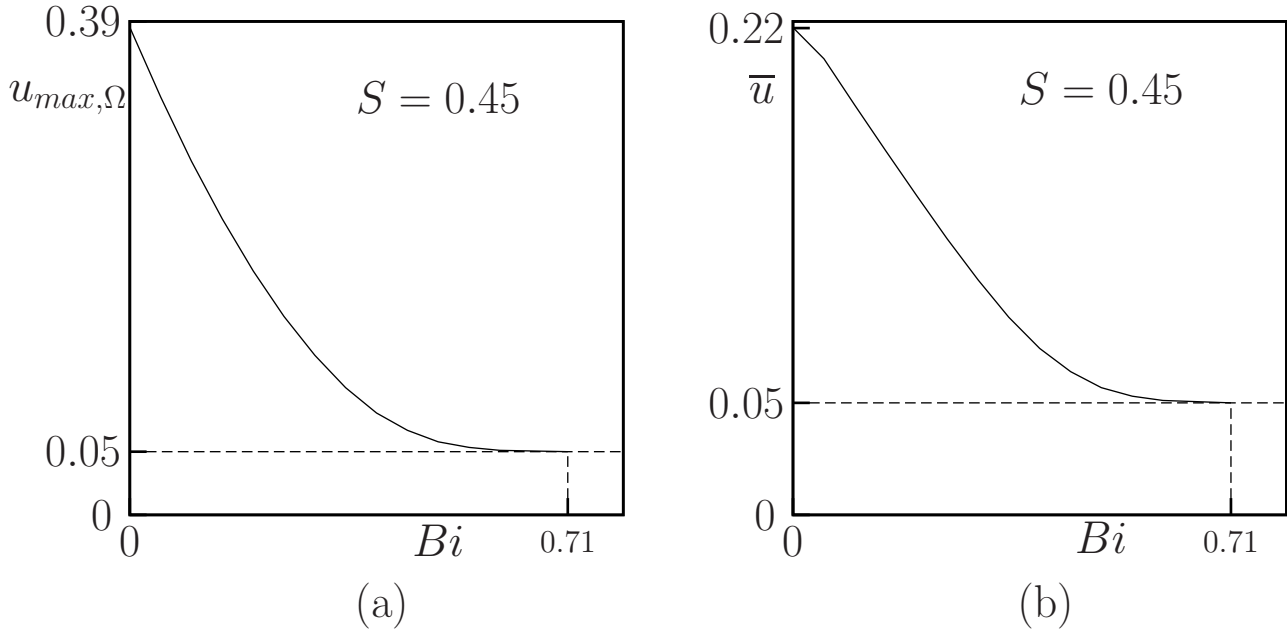 0.39
u_{max,Ω}
S = 0.45
0.05
0
0
Bi
0.71
(a)
0.22
\overline{u}
S = 0.45
0.05
0
0
Bi
0.71
(b)